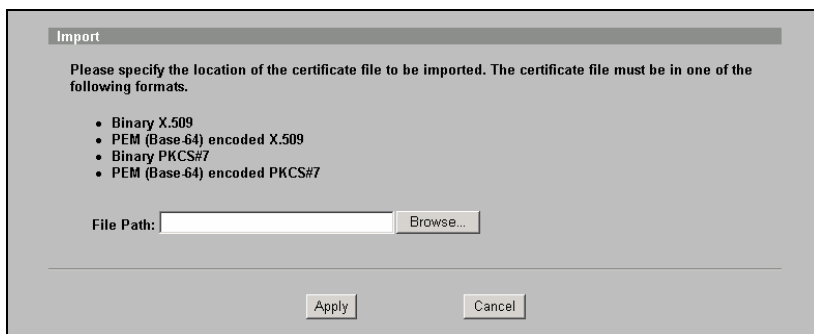 Import
Please specify the location of the certificate file to be imported. The certificate file must be in one of the
following formats.
• Binary X.509
• PEM (Base-64) encoded X.509
• Binary PKCS#7
• PEM (Base-64) encoded PKCS#7
File Path: Browse...
Apply Cancel